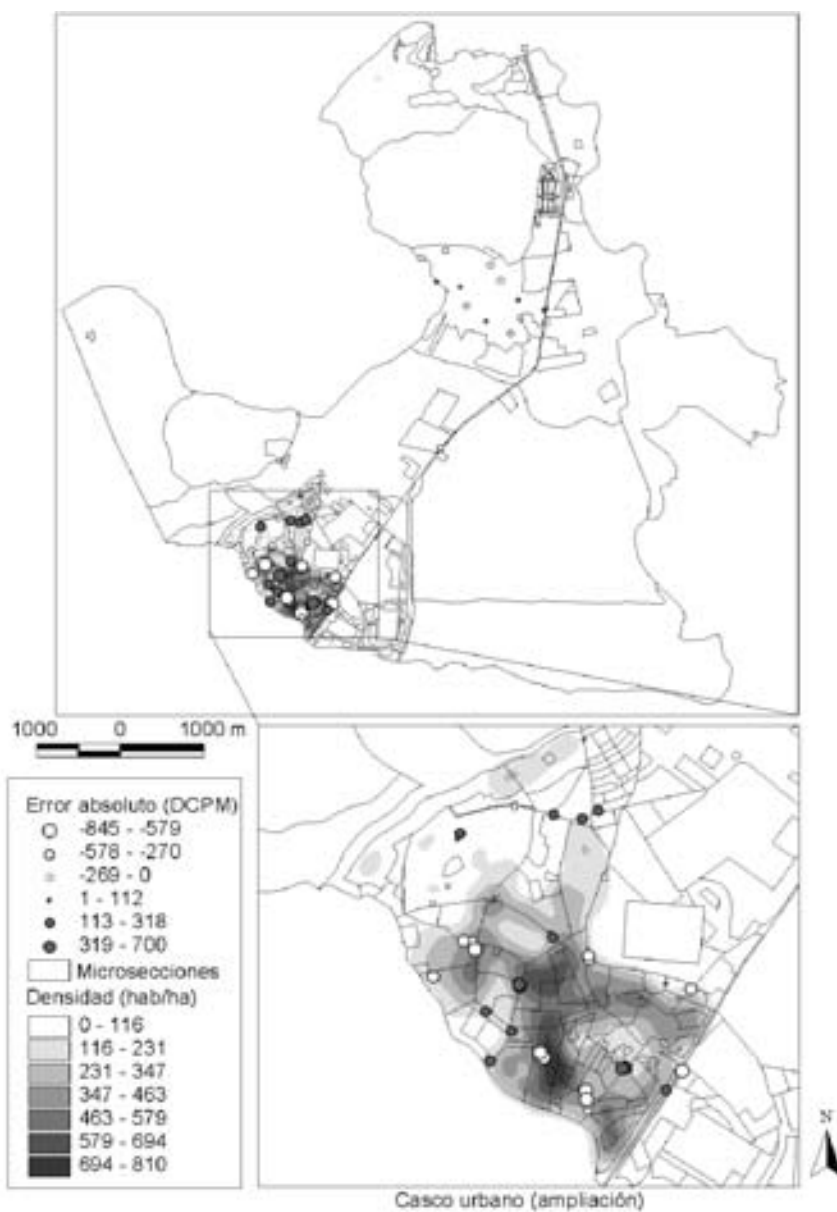 1000 0 1000 m
Error absoluto (DCPM)
-845 - -579
-578 - -270
-269 - 0
1 - 112
113 - 318
319 - 700
Microsecciones
Densidad (hab/ha)
0 - 116
116 - 231
231 - 347
347 - 463
463 - 579
579 - 694
694 - 810
N
Casco urbano (ampliación)